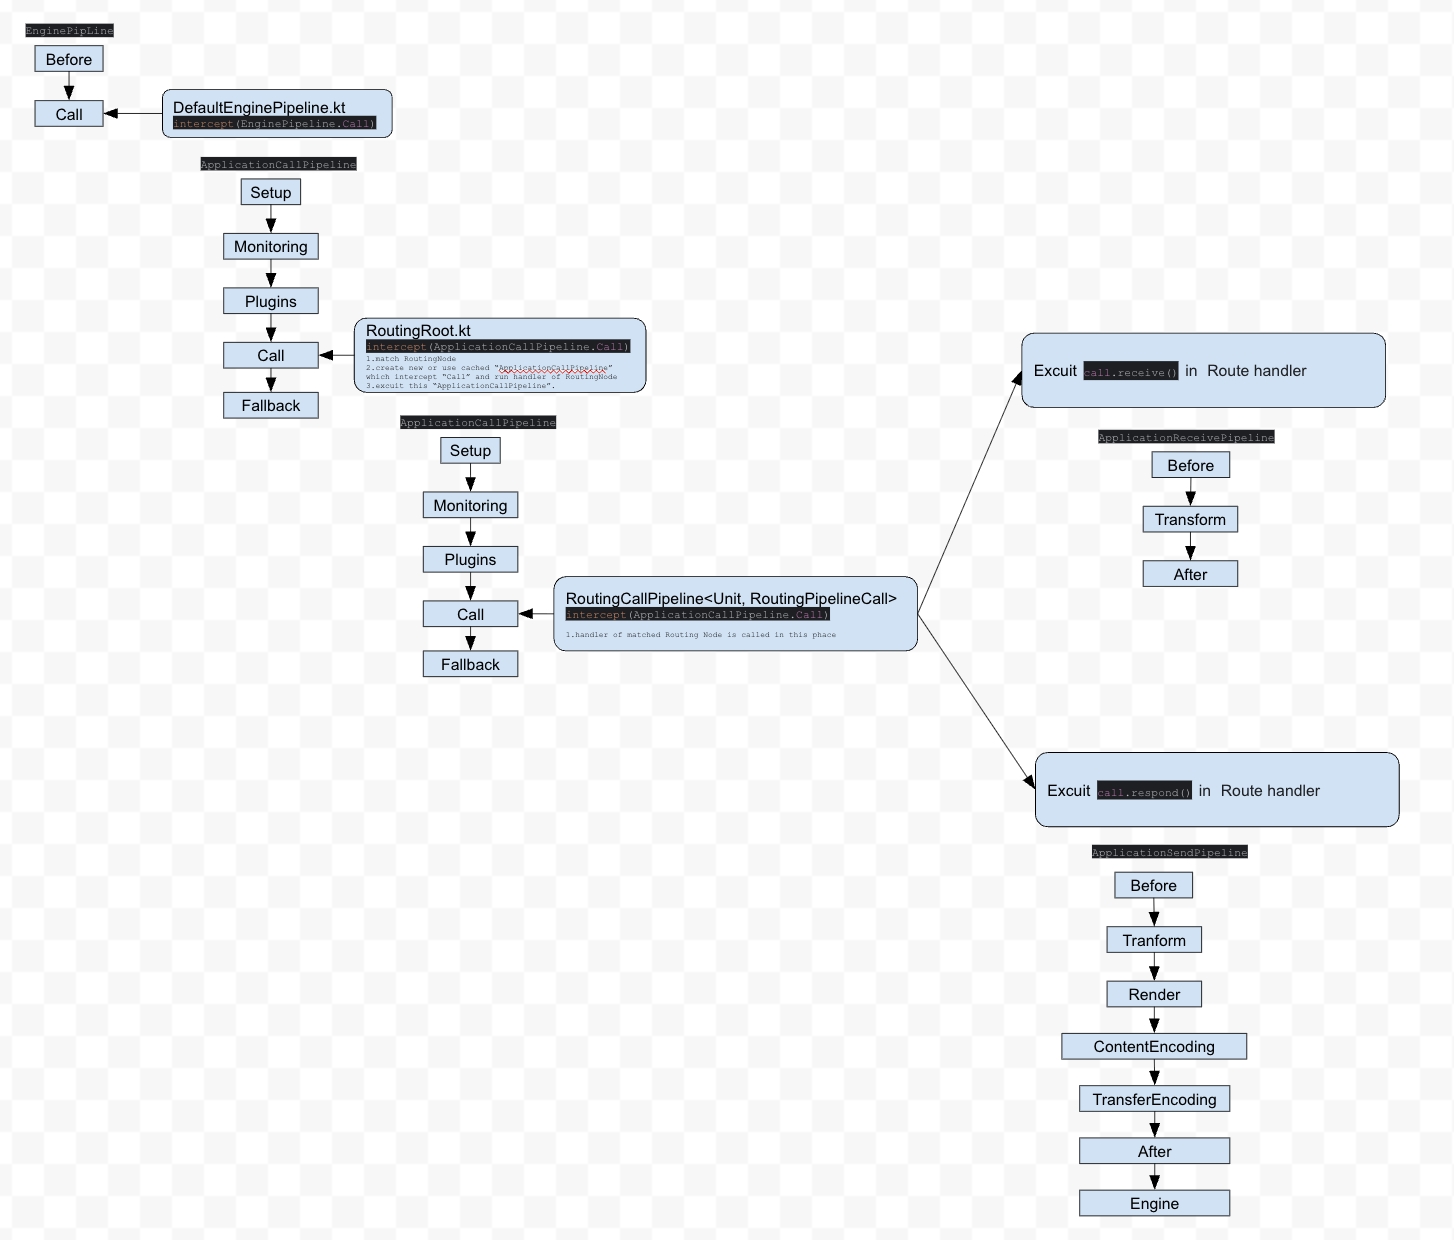 EnginePipLine
Before
Call
DefaultEnginePipeline.kt
intercept(EnginePipeline.Call)
ApplicationCallPipeline
Setup
Monitoring
Plugins
Call
Fallback
RoutingRoot.kt
intercept(ApplicationCallPipeline.Call)
1.match RoutingNode
2.create new or use cached “ApplicationCallPipeline”
which intercept “Call” and run handler of RoutingNode
3.excuit this “ApplicationCallPipeline”.
ApplicationCallPipeline
Setup
Monitoring
Plugins
Call
Fallback
RoutingCallPipeline<Unit, RoutingPipelineCall>
intercept(ApplicationCallPipeline.Call)
1.handler of matched Routing Node is called in this phace
Excuit call.receive() in Route handler
ApplicationReceivePipeline
Before
Transform
After
Excuit call.respond() in Route handler
ApplicationSendPipeline
Before
Tranform
Render
ContentEncoding
TransferEncoding
After
Engine